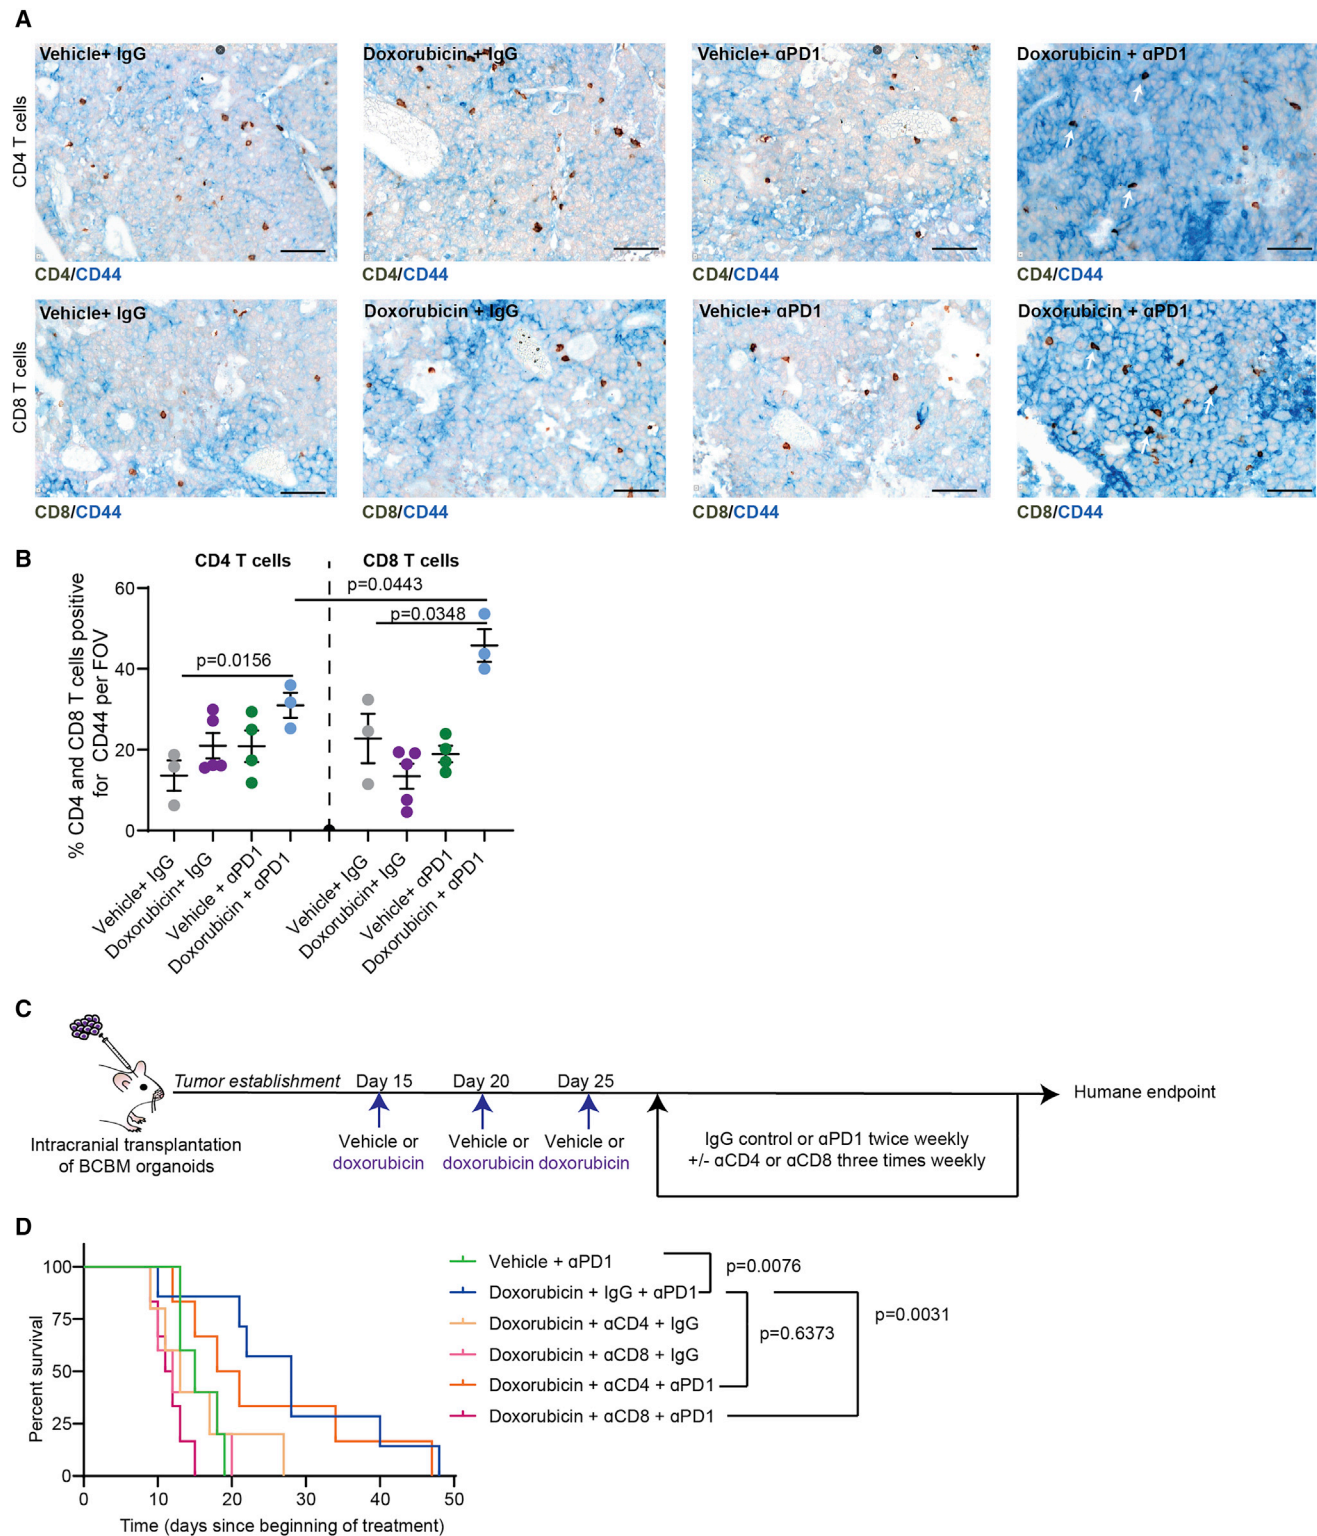 A
Vehicle+ IgG
Doxorubicin + IgG
Vehicle+ αPD1
Doxorubicin + αPD1
CD4 T cells
CD4/CD44
CD4/CD44
CD4/CD44
CD4/CD44
Vehicle+ IgG
Doxorubicin + IgG
Vehicle+ αPD1
Doxorubicin + αPD1
CD8 T cells
CD8/CD44
CD8/CD44
CD8/CD44
CD8/CD44
B
CD4 T cells
CD8 T cells
% CD4 and CD8 T cells positive
for CD44 per FOV
60
40
20
0
p=0.0443
p=0.0348
p=0.0156
Vehicle+ IgG
Doxorubicin+ IgG
Vehicle + αPD1
Doxorubicin + αPD1
Vehicle+ IgG
Doxorubicin+ IgG
Vehicle+ αPD1
Doxorubicin + αPD1
C
Tumor establishment
Day 15
Day 20
Day 25
Humane endpoint
Intracranial transplantation
of BCBM organoids
Vehicle or
doxorubicin
Vehicle or
doxorubicin
Vehicle or
doxorubicin
IgG control or αPD1 twice weekly
+/- αCD4 or αCD8 three times weekly
D
Percent survival
100
75
50
25
0
0
10
20
30
40
50
Time (days since beginning of treatment)
Vehicle + αPD1
Doxorubicin + IgG + αPD1
Doxorubicin + αCD4 + IgG
Doxorubicin + αCD8 + IgG
Doxorubicin + αCD4 + αPD1
Doxorubicin + αCD8 + αPD1
p=0.0076
p=0.6373
p=0.0031